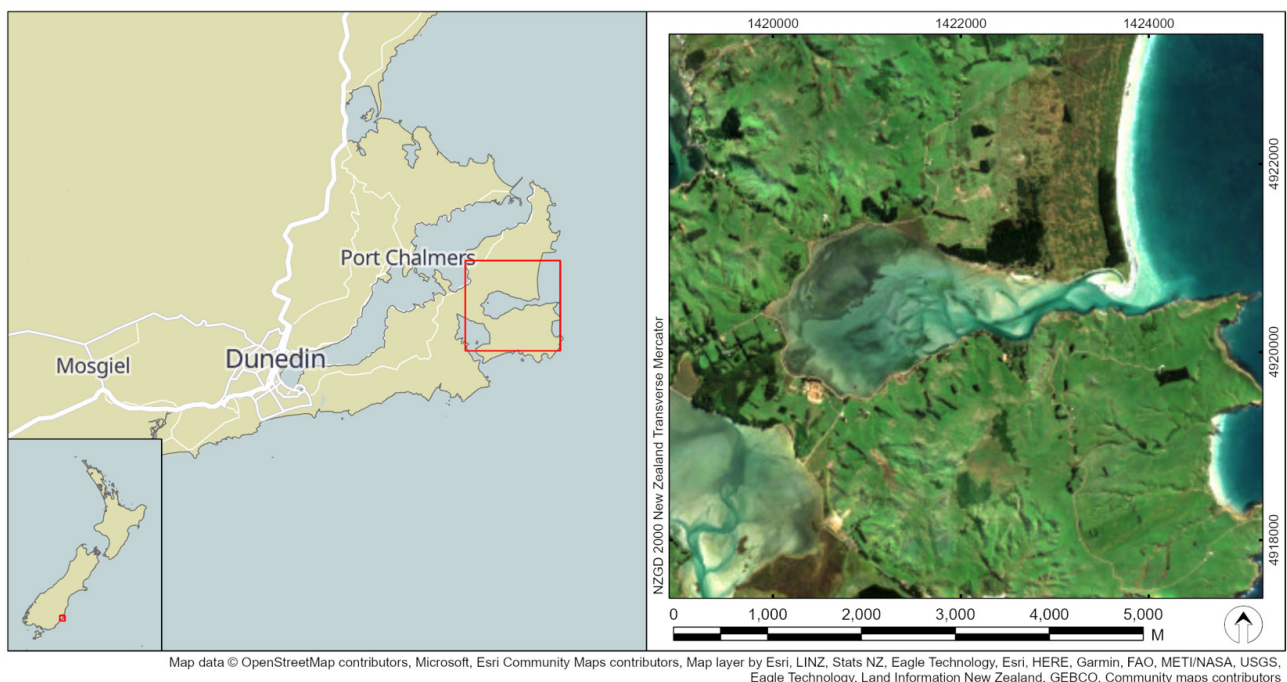 1420000 1422000 1424000
Port Chalmers
Mosgiel
Dunedin
NZGD 2000 New Zealand Transverse Mercator
4922000
4920000
4918000
0 1,000 2,000 3,000 4,000 5,000
M
Map data © OpenStreetMap contributors, Microsoft, Esri Community Maps contributors, Map layer by Esri, LINZ, Stats NZ, Eagle Technology, Esri, HERE, Garmin, FAO, METI/NASA, USGS,
Eagle Technology, Land Information New Zealand, GEBCO, Community maps contributors